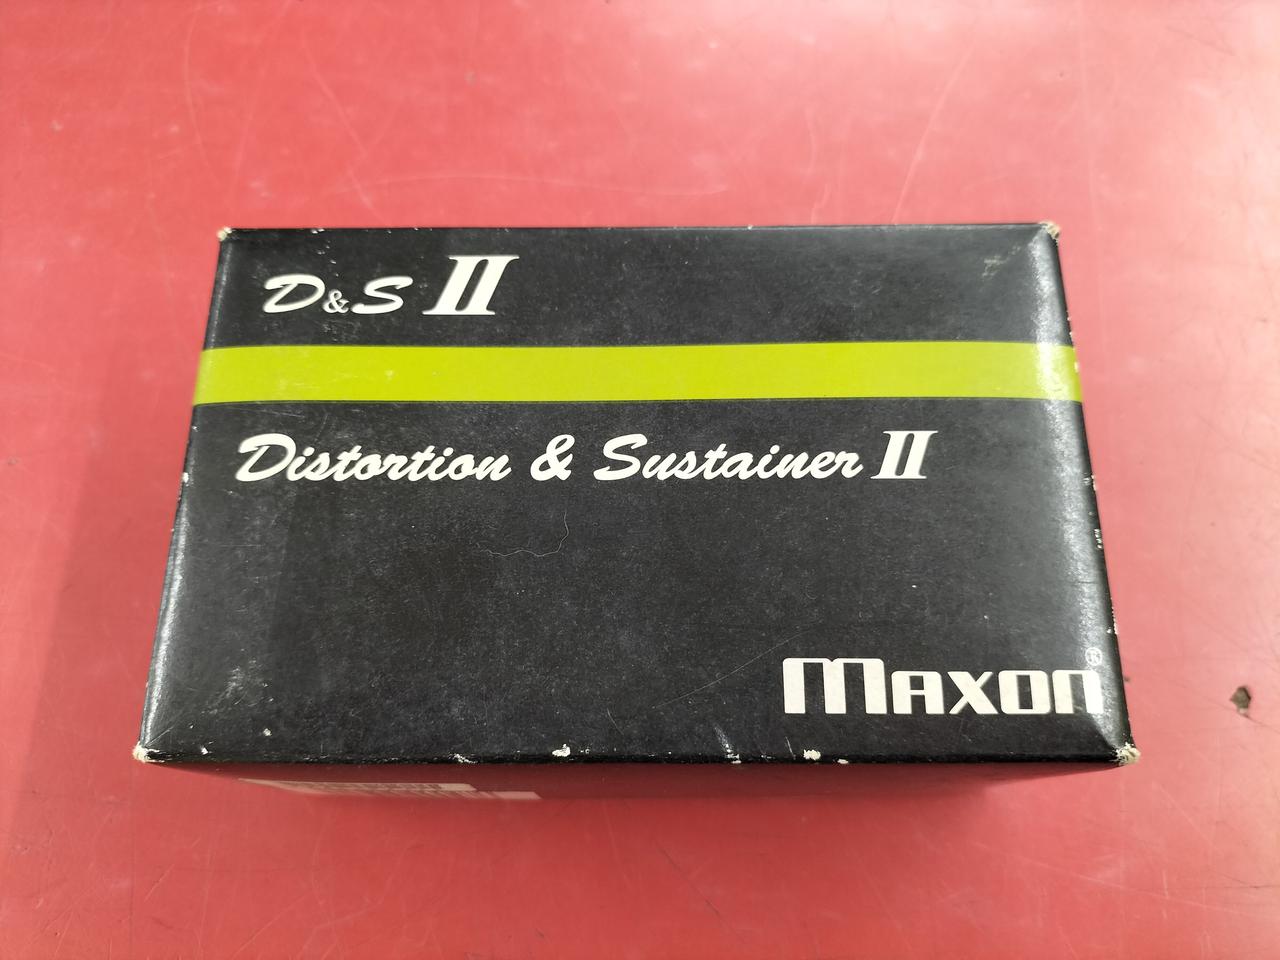 D&S II
Distortion & Sustainer II
MAXON®